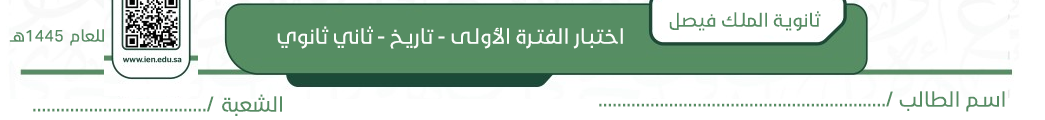 ثانوية الملك فيصل
اختبار الفترة الأولى - تاريخ - ثاني ثانوي
للعام 1445هـ
www.ien.edu.sa
اسم الطالب /................................................................
الشعبة /......................................